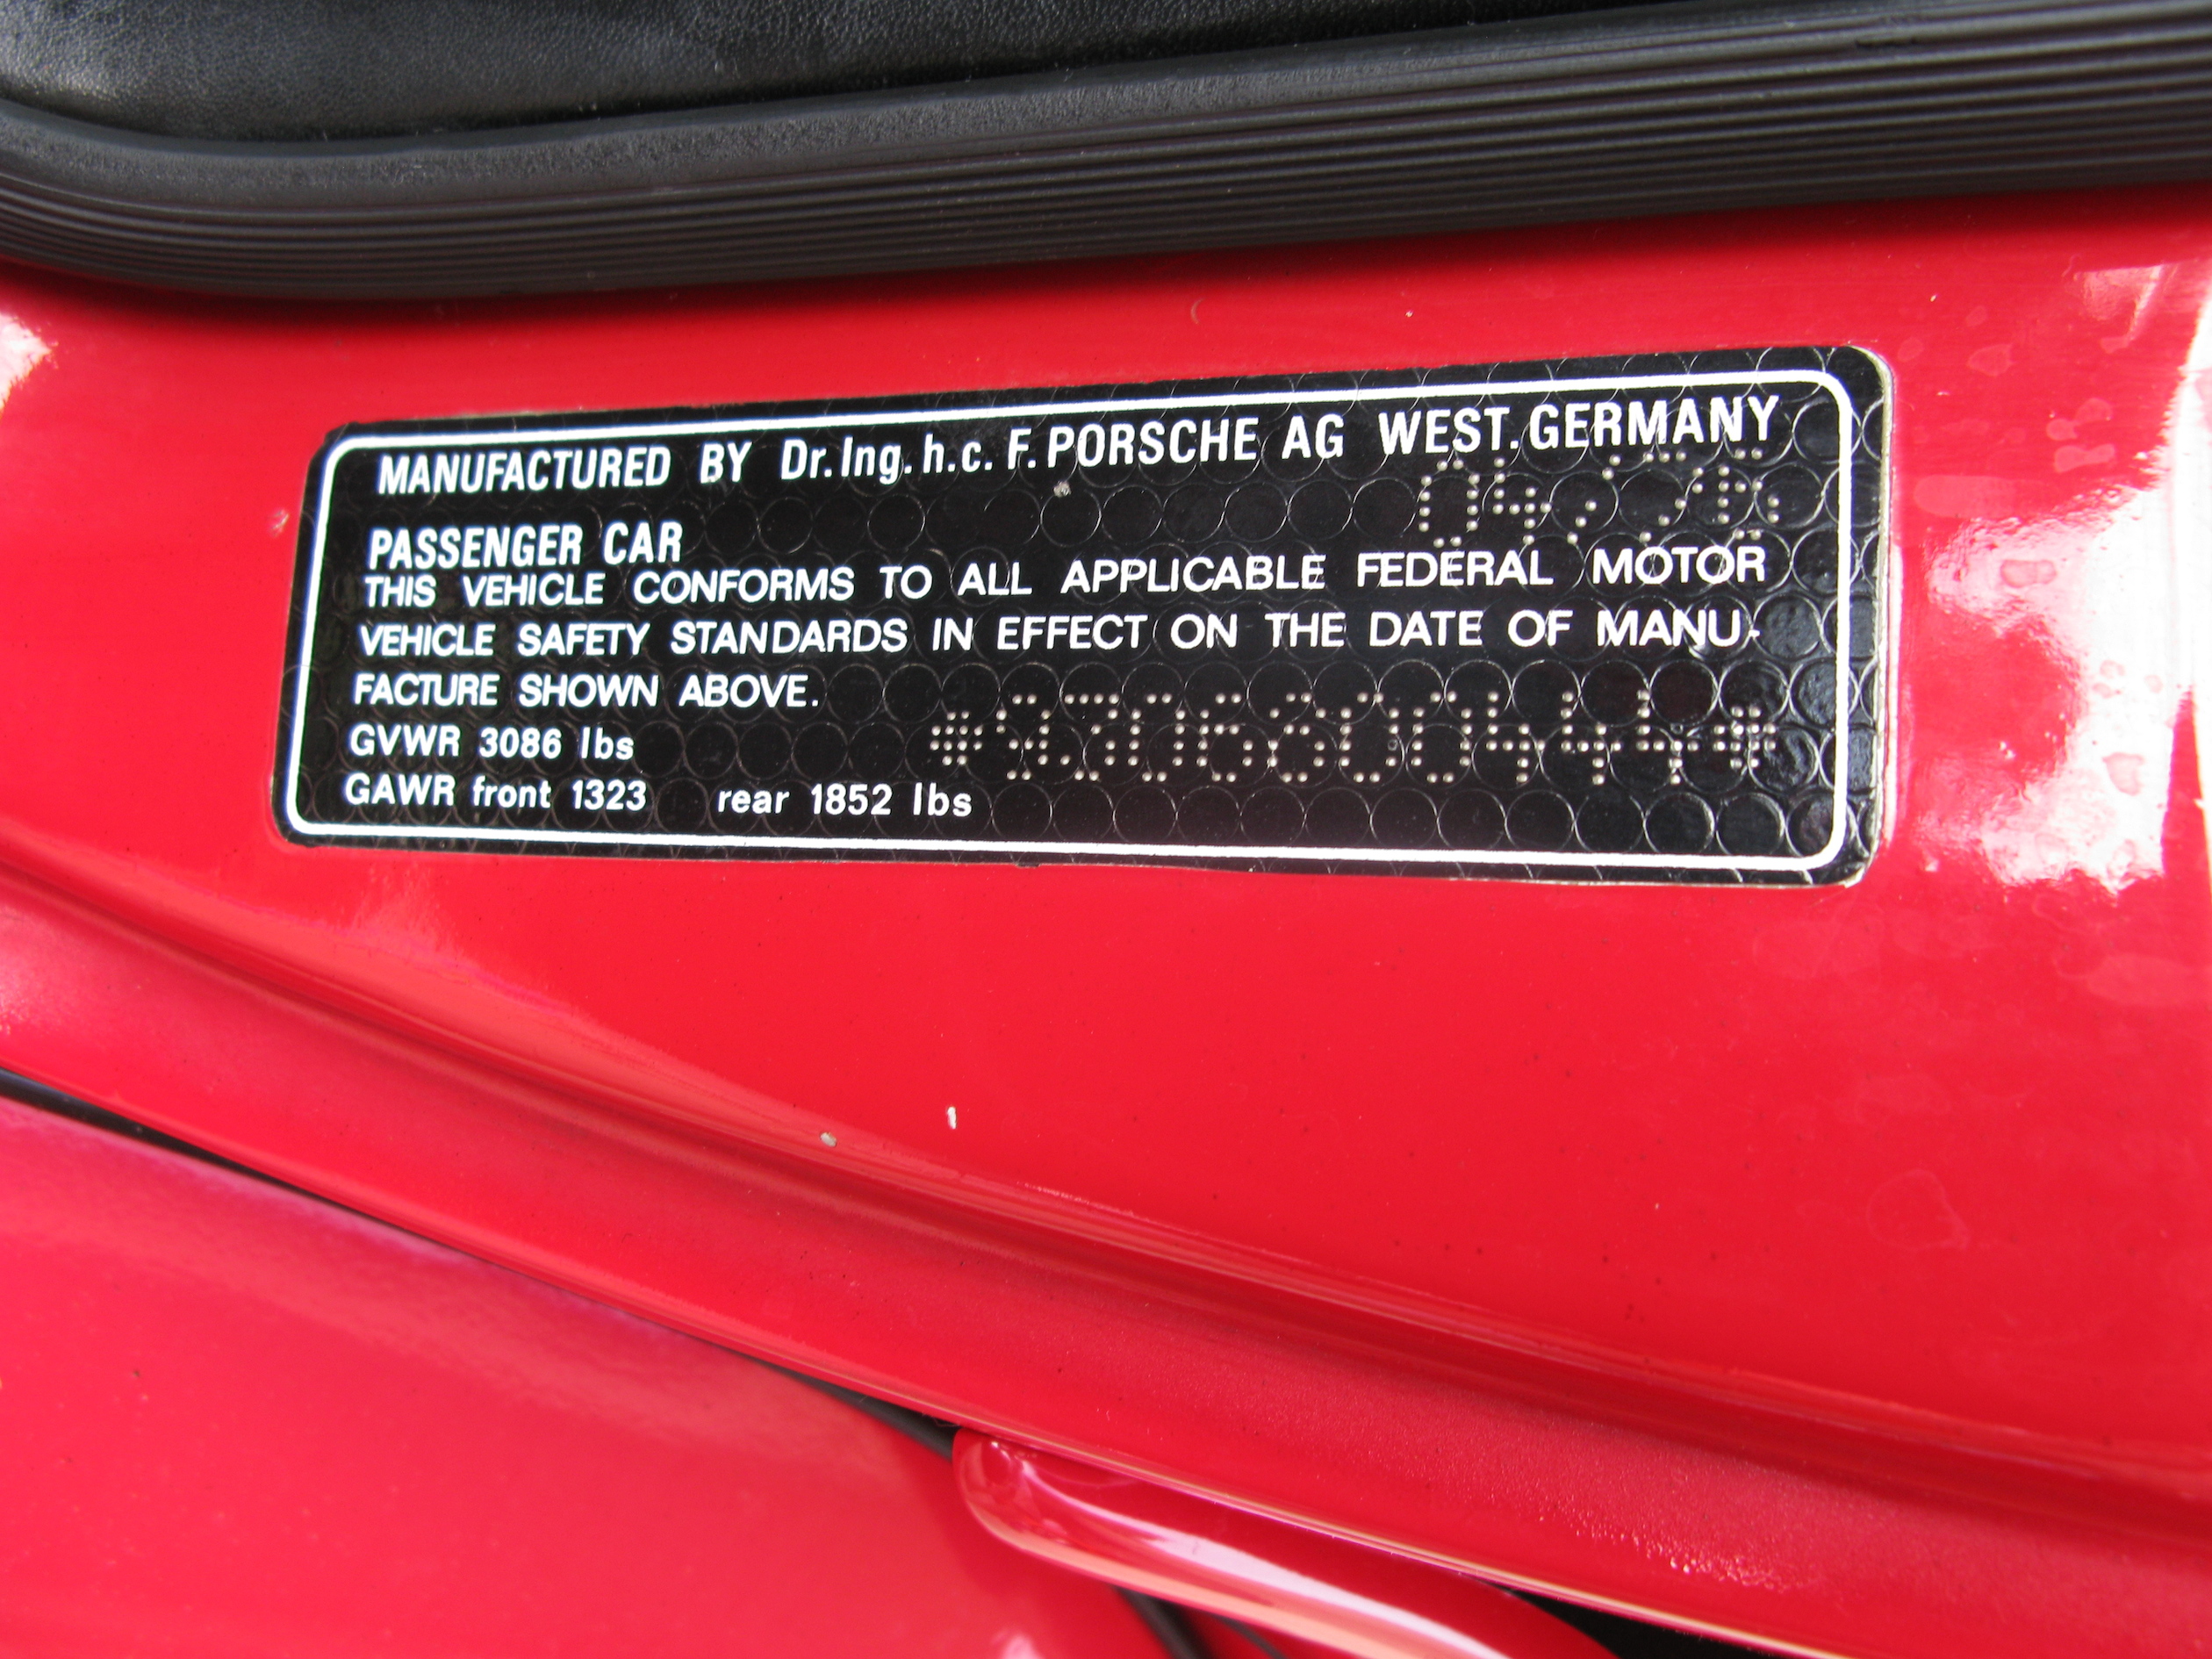 MANUFACTURED BY Dr.Ing.h.c. F.PORSCHE AG WEST.GERMANY
04/76
PASSENGER CAR
THIS VEHICLE CONFORMS TO ALL APPLICABLE FEDERAL MOTOR
VEHICLE SAFETY STANDARDS IN EFFECT ON THE DATE OF MANU-
FACTURE SHOWN ABOVE.
GVWR 3086 lbs *9306800444*
GAWR front 1323 rear 1852 lbs